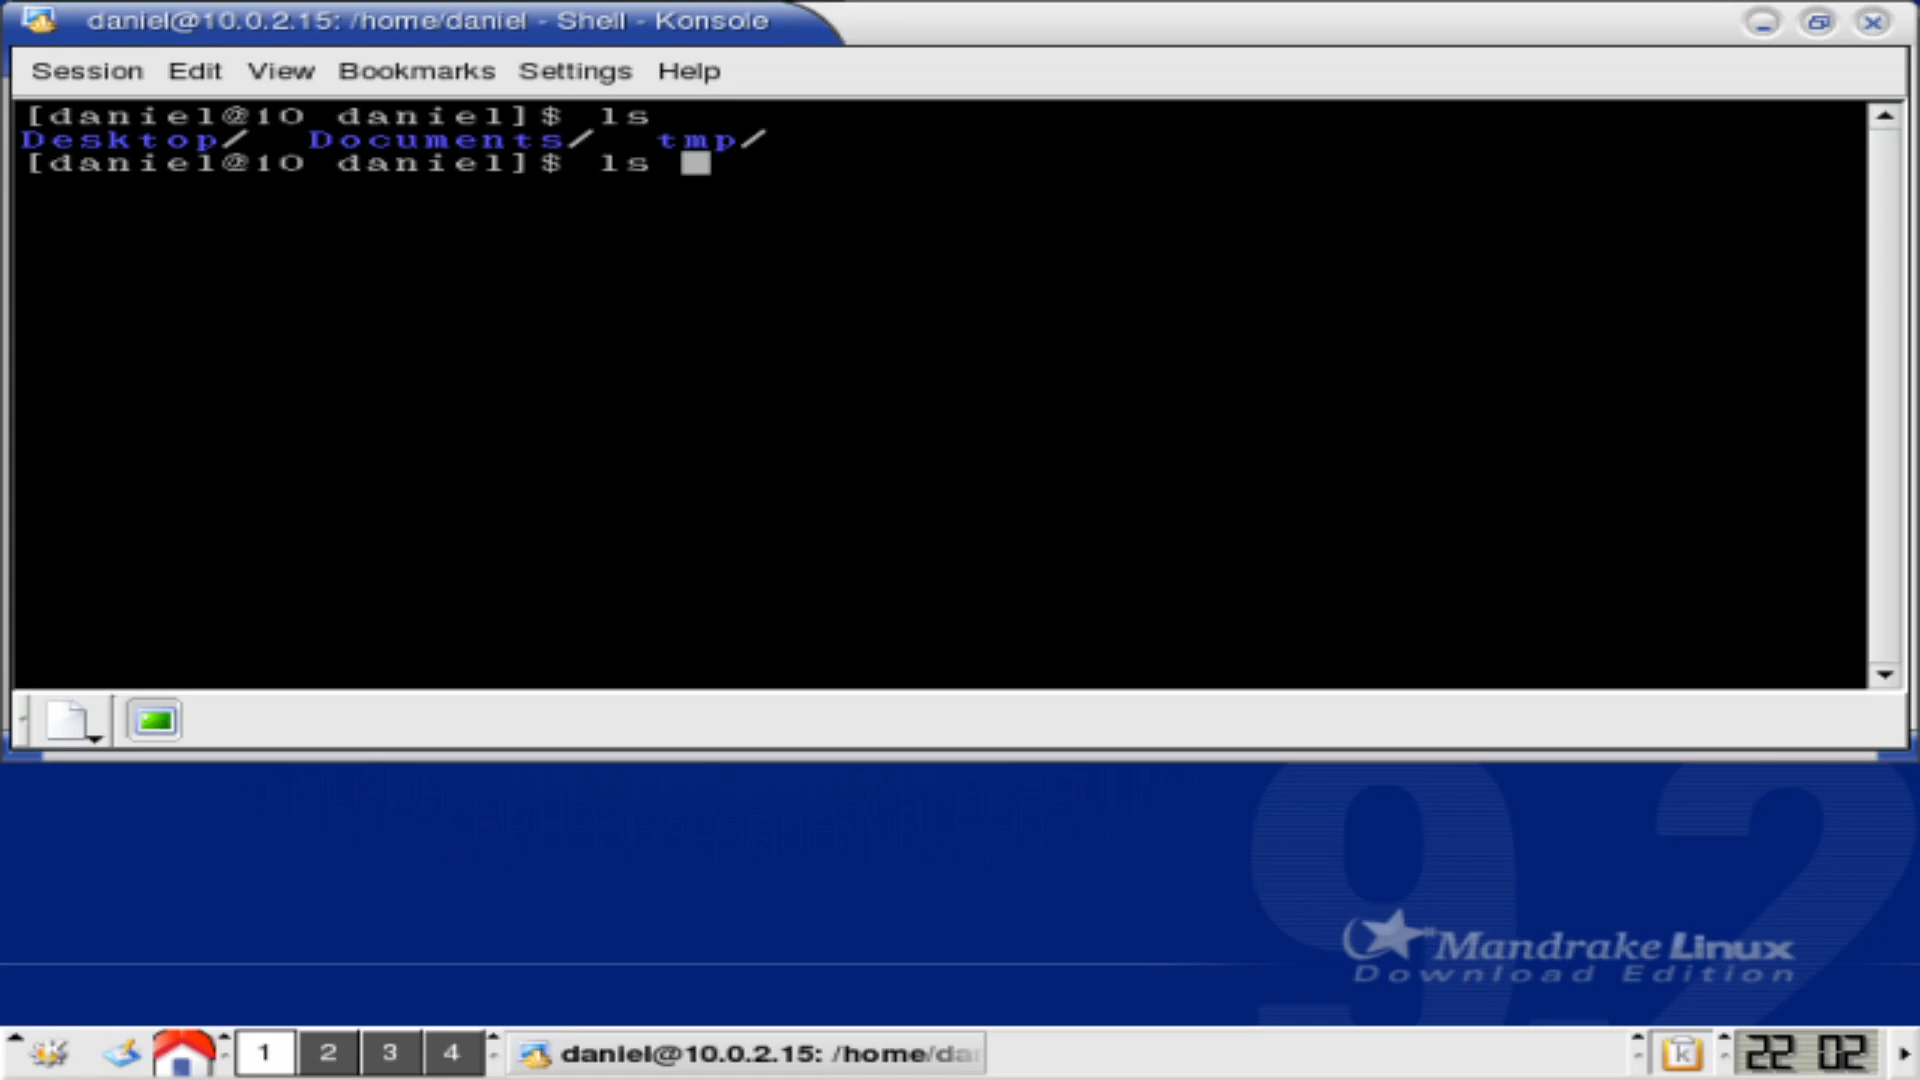 daniel@10.0.2.15: /home/daniel - Shell - Konsole
Session Edit View Bookmarks Settings Help
[daniel@10 daniel]$ ls
Desktop/ Documents/ tmp/
[daniel@10 daniel]$ ls
9.2
Mandrake Linux
Download Edition
1 2 3 4 daniel@10.0.2.15: /home/da
k
22 02